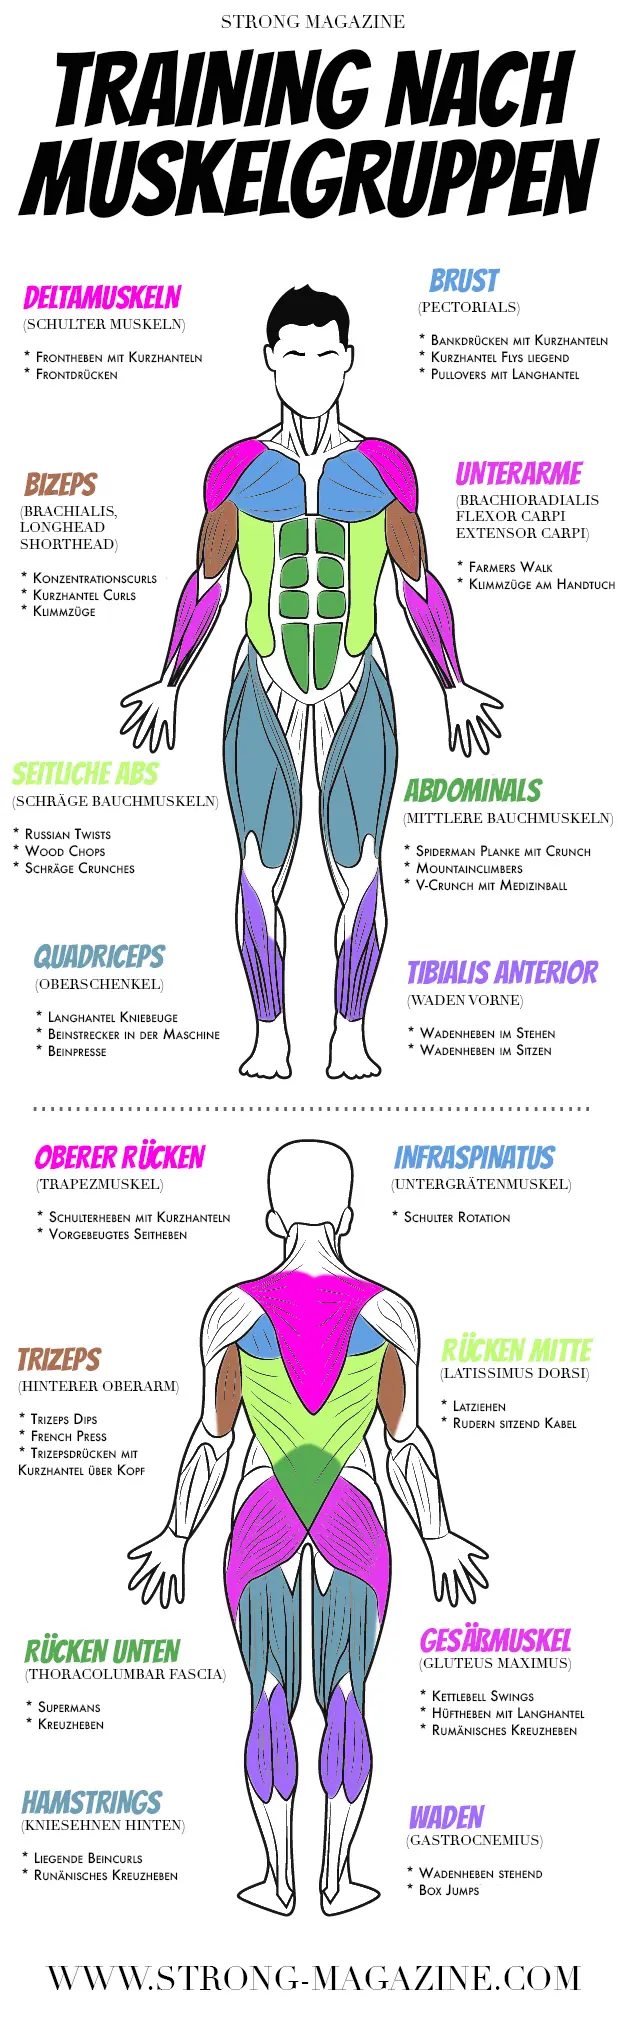 STRONG MAGAZINE
TRAINING NACH
MUSKELGRUPPEN
DELTAMUSKELN
(SCHULTER MUSKELN)
* FRONTHEBEN MIT KURZHANTELN
* FRONTDRÜCKEN
BRUST
(PECTORIALS)
* BANKDRÜCKEN MIT KURZHANTELN
* KURZHANTEL FLYS LIEGEND
* PULLOVERS MIT LANGHANTEL
BIZEPS
(BRACHIALIS,
LONGHEAD
SHORTHEAD)
* KONZENTRATIONSCURLS
* KURZHANTEL CURLS
* KLIMMZÜGE
UNTERARME
(BRACHIORADIALIS
FLEXOR CARPI
EXTENSOR CARPI)
* FARMERS WALK
* KLIMMZÜGE AM HANDTUCH
SEITLICHE ABS
(SCHRÄGE BAUCHMUSKELN)
* RUSSIAN TWISTS
* WOOD CHOPS
* SCHRÄGE CRUNCHES
ABDOMINALS
(MITTLERE BAUCHMUSKELN)
* SPIDERMAN PLANKE MIT CRUNCH
* MOUNTAINCLIMBERS
* V-CRUNCH MIT MEDIZINBALL
QUADRICEPS
(OBERSCHENKEL)
* LANGHANTEL KNIEBEUGE
* BEINSTRECKER IN DER MASCHINE
* BEINPRESSE
TIBIALIS ANTERIOR
(WADEN VORNE)
* WADENHEBEN IM STEHEN
* WADENHEBEN IM SITZEN
OBERER RÜCKEN
(TRAPEZMUSKEL)
* SCHULTERHEBEN MIT KURZHANTELN
* VORGEBEUGTES SEITHEBEN
INFRASPINATUS
(UNTERGRÄTENMUSKEL)
* SCHULTER ROTATION
TRIZEPS
(HINTERER OBERARM)
* TRIZEPS DIPS
* FRENCH PRESS
* TRIZEPSDRÜCKEN MIT
KURZHANTEL ÜBER KOPF
RÜCKEN MITTE
(LATISSIMUS DORSI)
* LATZIEHEN
* RUDERN SITZEND KABEL
RÜCKEN UNTEN
(THORACOLUMBAR FASCIA)
* SUPERMANS
* KREUZHEBEN
GESÄßMUSKEL
(GLUTEUS MAXIMUS)
* KETTLEBELL SWINGS
* HÜFTHEBEN MIT LANGHANTEL
* RUMÄNISCHES KREUZHEBEN
HAMSTRINGS
(KNIESEHNEN HINTEN)
* LIEGENDE BEINCURLS
* RUNÄNISCHES KREUZHEBEN
WADEN
(GASTROCNEMIUS)
* WADENHEBEN STEHEND
* BOX JUMPS
WWW.STRONG-MAGAZINE.COM